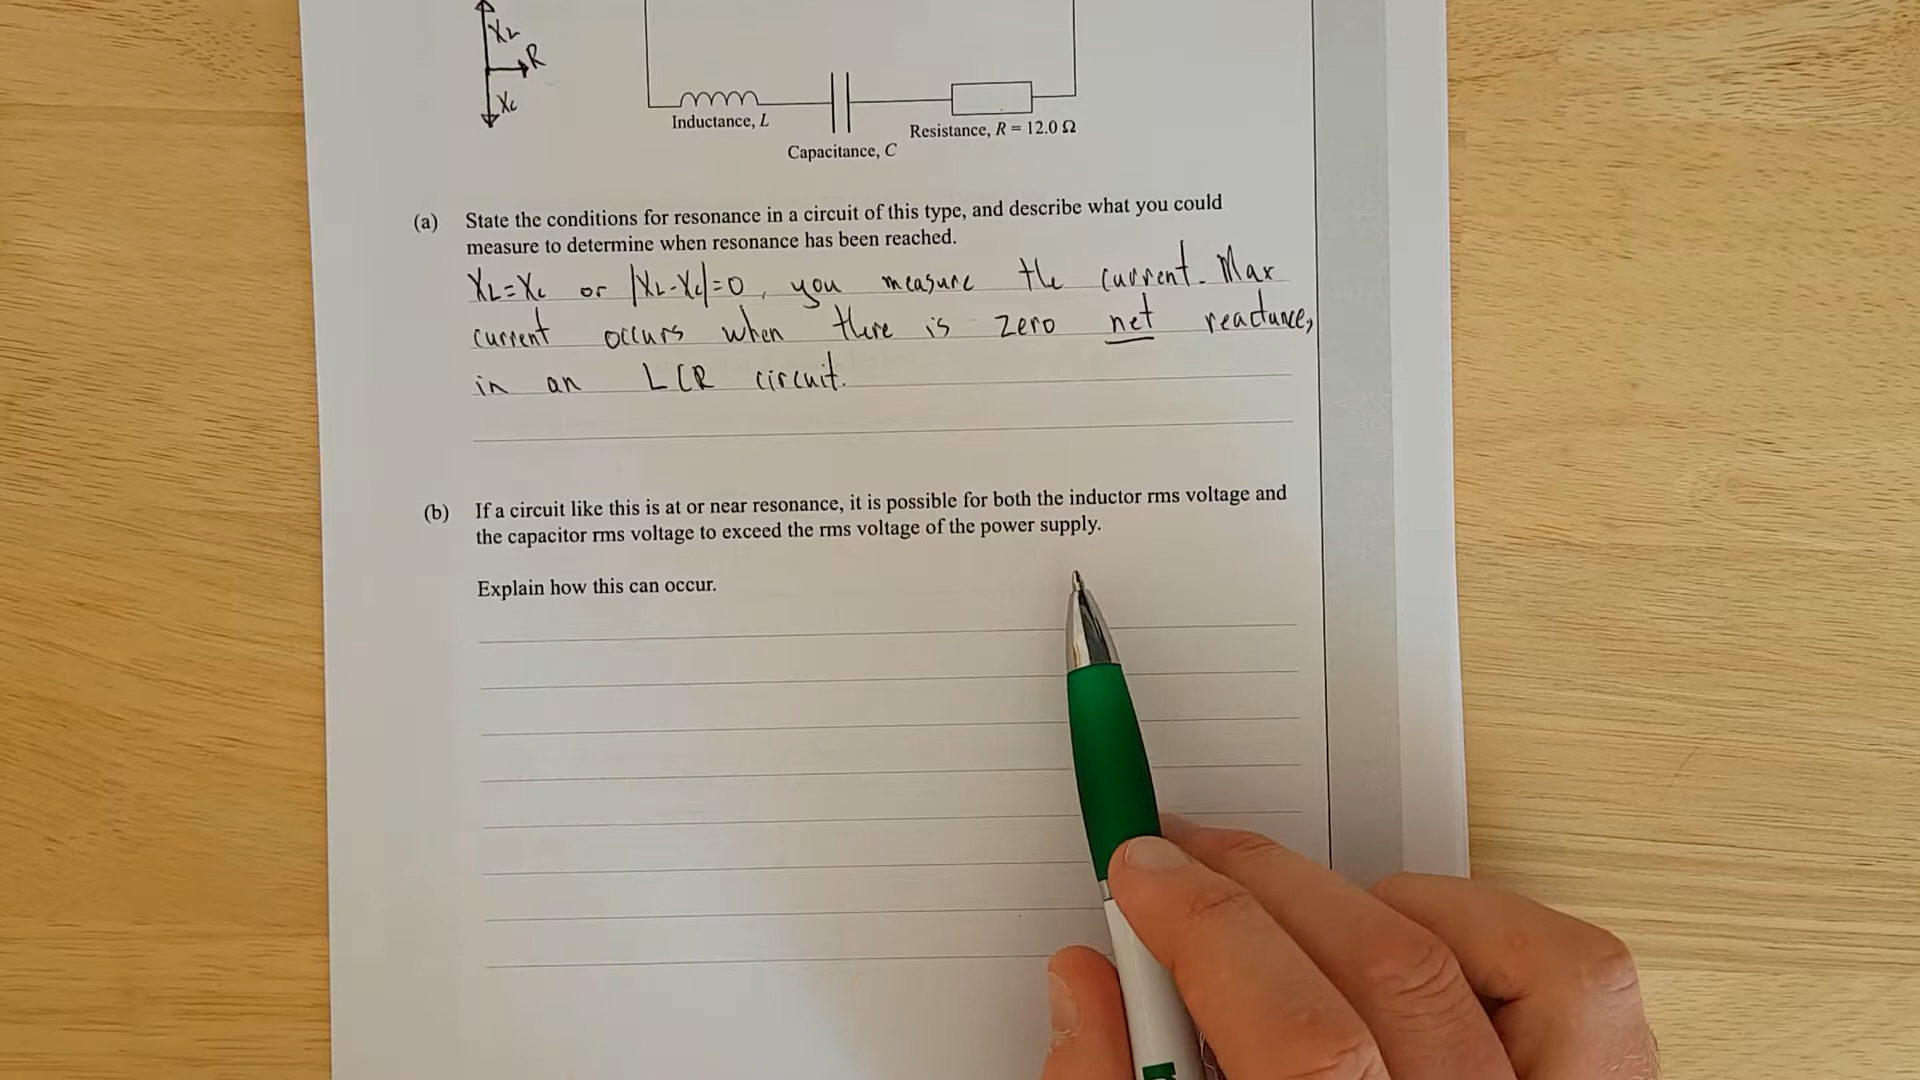 XL
R
XC
Inductance, L
Capacitance, C
Resistance, R = 12.0 Ω
(a) State the conditions for resonance in a circuit of this type, and describe what you could
measure to determine when resonance has been reached.
XL=XC or |XL-XC|=0, you measure the current. Max
current occurs when there is zero net reactance,
in an LCR circuit.
(b) If a circuit like this is at or near resonance, it is possible for both the inductor rms voltage and
the capacitor rms voltage to exceed the rms voltage of the power supply.
Explain how this can occur.